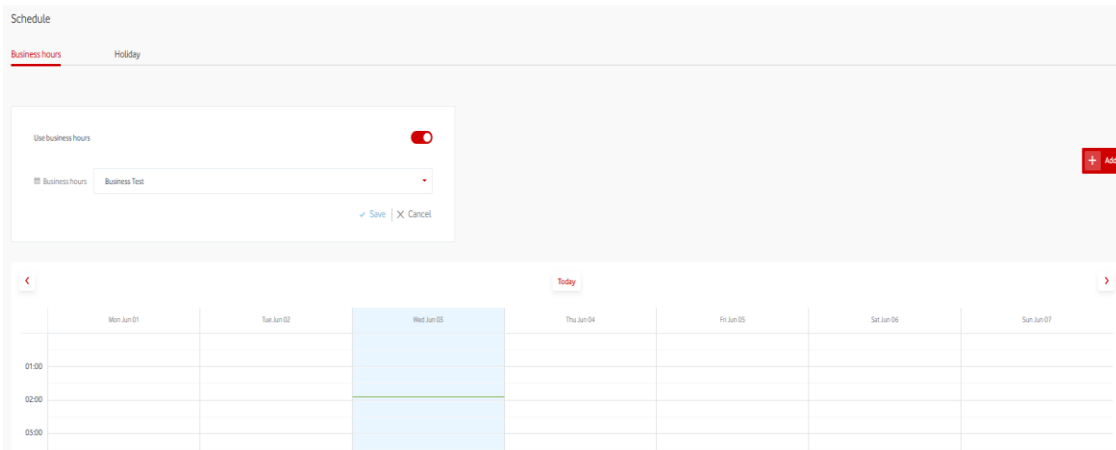 Schedule
Business hours Holiday
Use business hours
+ Add
Business hours Business Test
Save Cancel
Today
Mon Jun 01 Tue Jun 02 Wed Jun 03 Thu Jun 04 Fri Jun 05 Sat Jun 06 Sun Jun 07
01:00
02:00
03:00